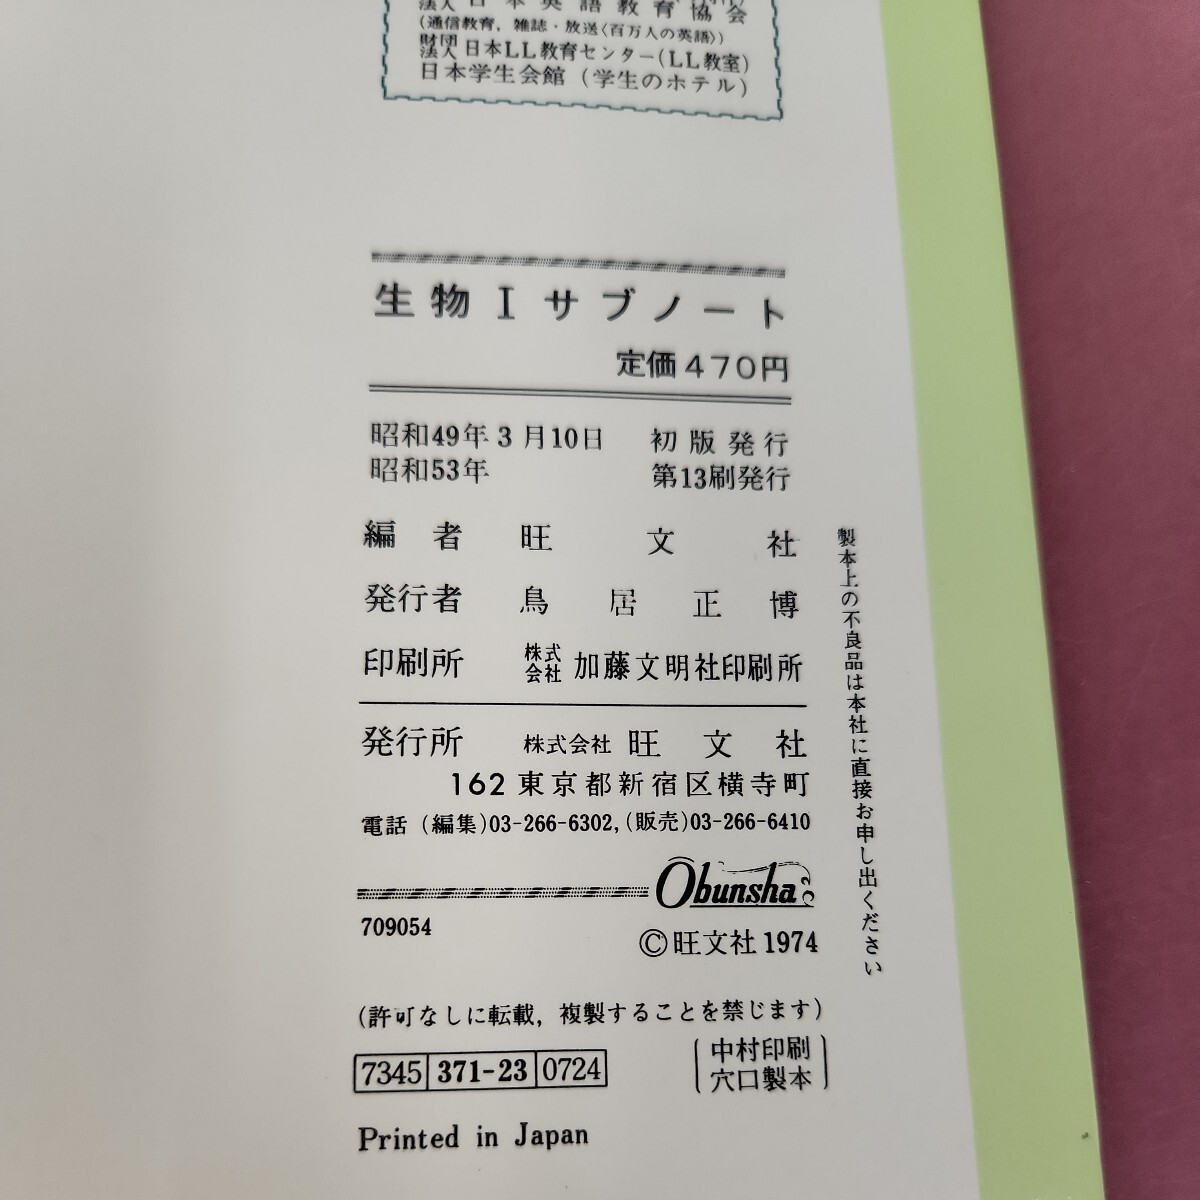 法人 日本英語教育協会
(通信教育, 雑誌・放送〈百万人の英語〉)
財団法人 日本LL教育センター(LL教室)
日本学生会館 (学生のホテル)
生物Iサブノート
定価470円
昭和49年3月10日 初版発行
昭和53年 第13刷発行
編者 旺文社
発行者 鳥居正博
印刷所 株式会社 加藤文明社印刷所
発行所 株式会社 旺文社
162 東京都新宿区横寺町
電話 (編集)03-266-6302, (販売)03-266-6410
Obunsha
709054
©旺文社 1974
(許可なしに転載, 複製することを禁じます)
7345 371-23 0724
中村印刷
穴口製本
Printed in Japan
製本上の不良品は本社に直接お申し出ください